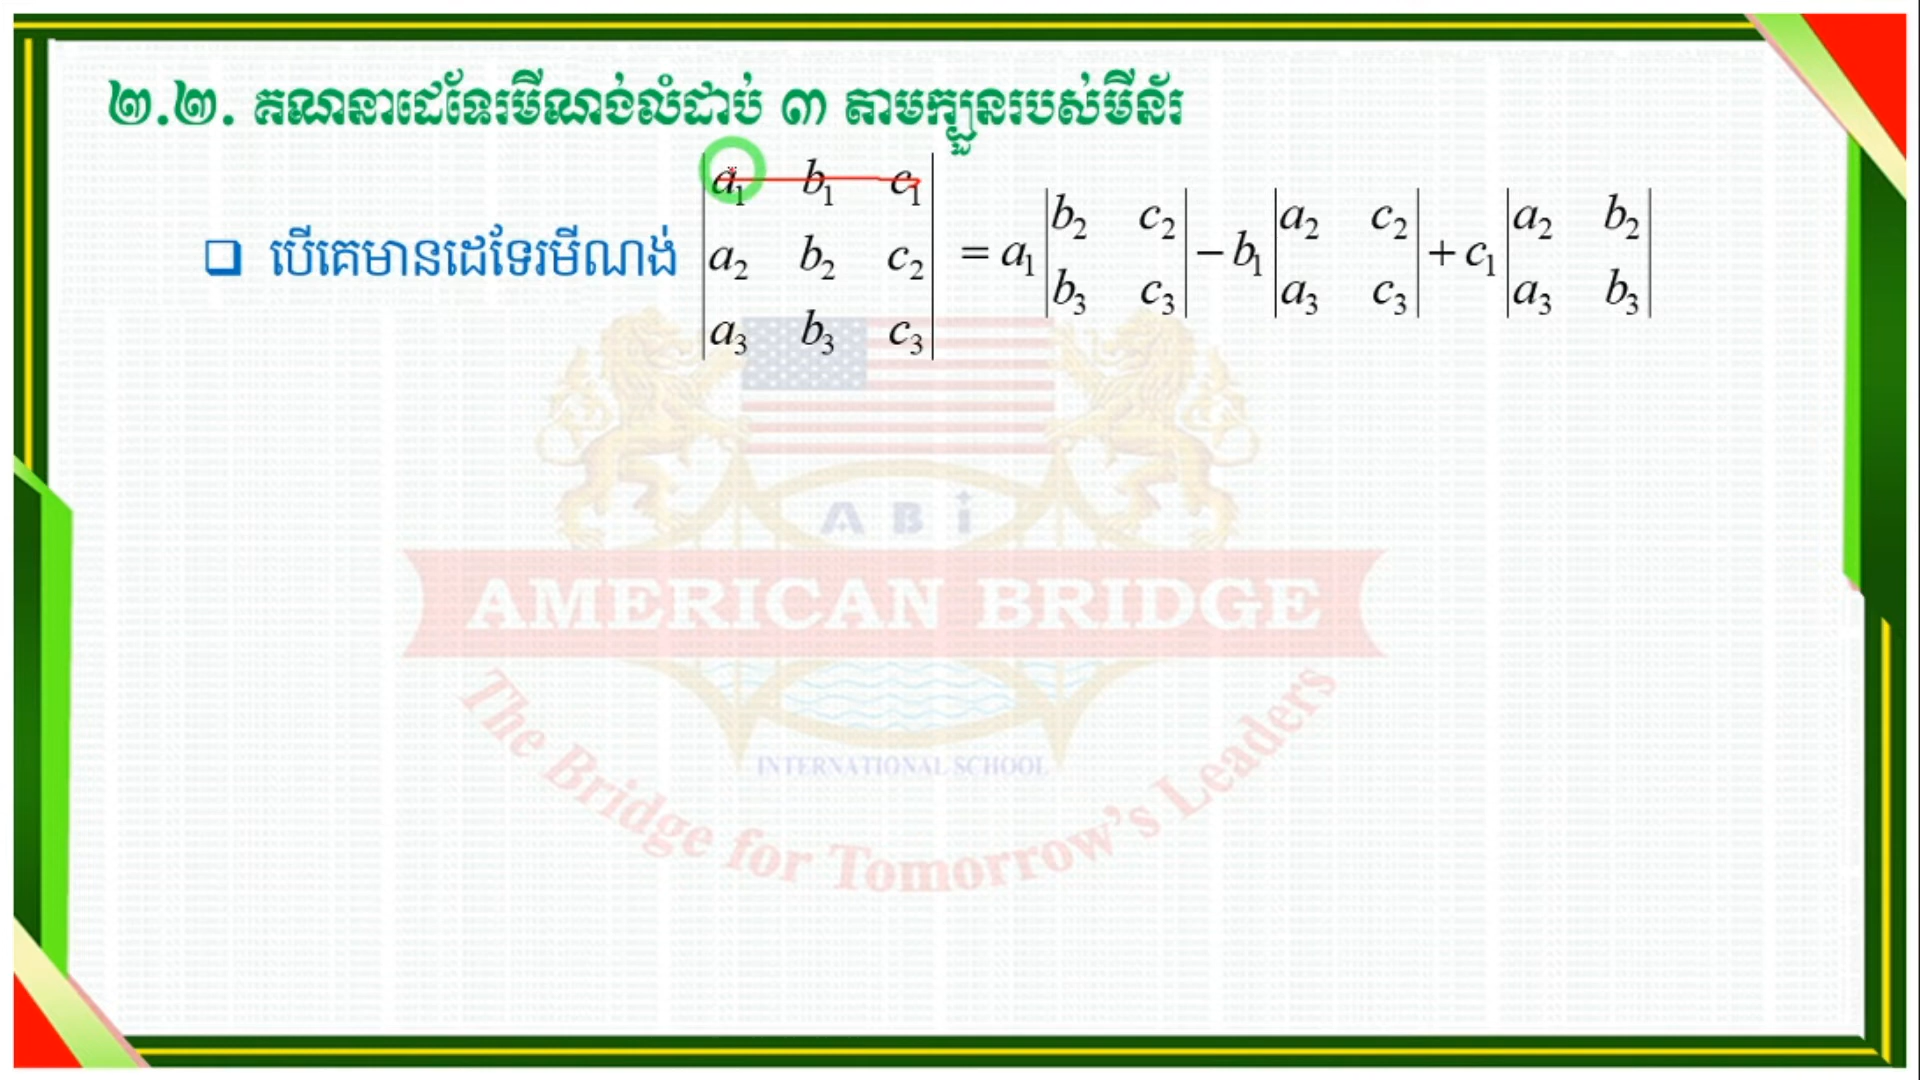 ២.២. គណនាដេទែរមីណង់លំដាប់ ៣ តាមក្បួនរបស់មីន័រ
❑ បើគេមានដេទែរមីណង់ | a₁ b₁ c₁ | a₂ b₂ c₂ | a₃ b₃ c₃ | = a₁ | b₂ c₂ | b₃ c₃ | − b₁ | a₂ c₂ | a₃ c₃ | + c₁ | a₂ b₂ | a₃ b₃ |
A B i
AMERICAN BRIDGE
INTERNATIONAL SCHOOL
The Bridge for Tomorrow's Leaders